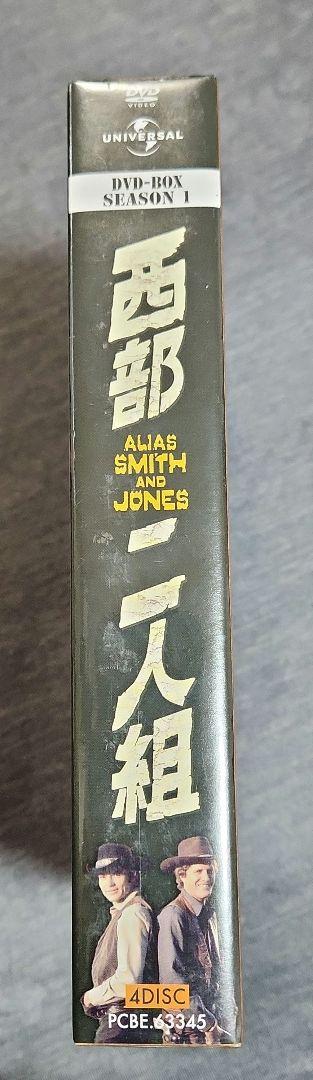 DVD
VIDEO
UNIVERSAL
DVD-BOX
SEASON 1
西部
ALIAS
SMITH
AND
JONES
二人組
4DISC
PCBE.63345